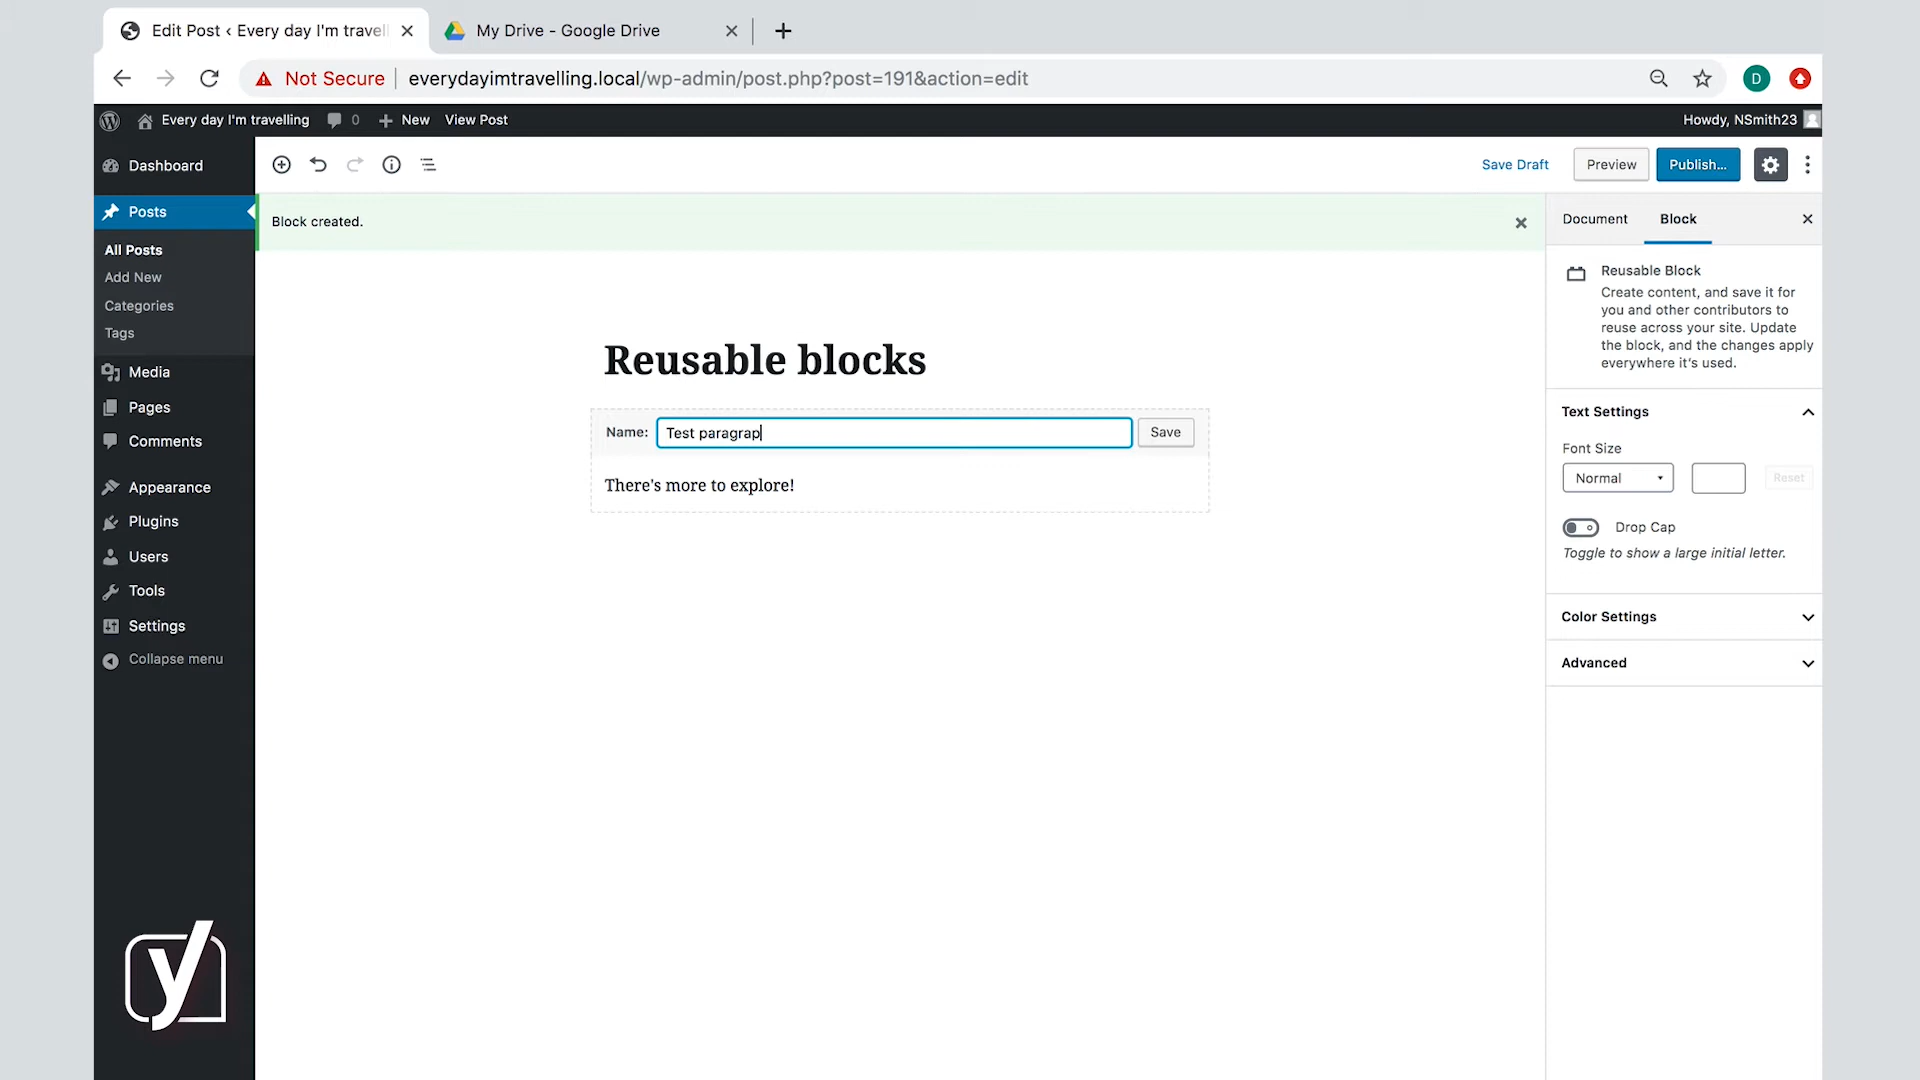 Edit Post ‹ Every day I'm travel
My Drive - Google Drive
Not Secure
everydayimtravelling.local/wp-admin/post.php?post=191&action=edit
D
Every day I'm travelling
0
New
View Post
Howdy, NSmith23
Dashboard
Posts
All Posts
Add New
Categories
Tags
Media
Pages
Comments
Appearance
Plugins
Users
Tools
Settings
Collapse menu
y
Save Draft
Preview
Publish...
Block created.
Reusable blocks
Name:
Test paragrap
Save
There's more to explore!
Document
Block
Reusable Block
Create content, and save it for
you and other contributors to
reuse across your site. Update
the block, and the changes apply
everywhere it's used.
Text Settings
Font Size
Normal
Reset
Drop Cap
Toggle to show a large initial letter.
Color Settings
Advanced